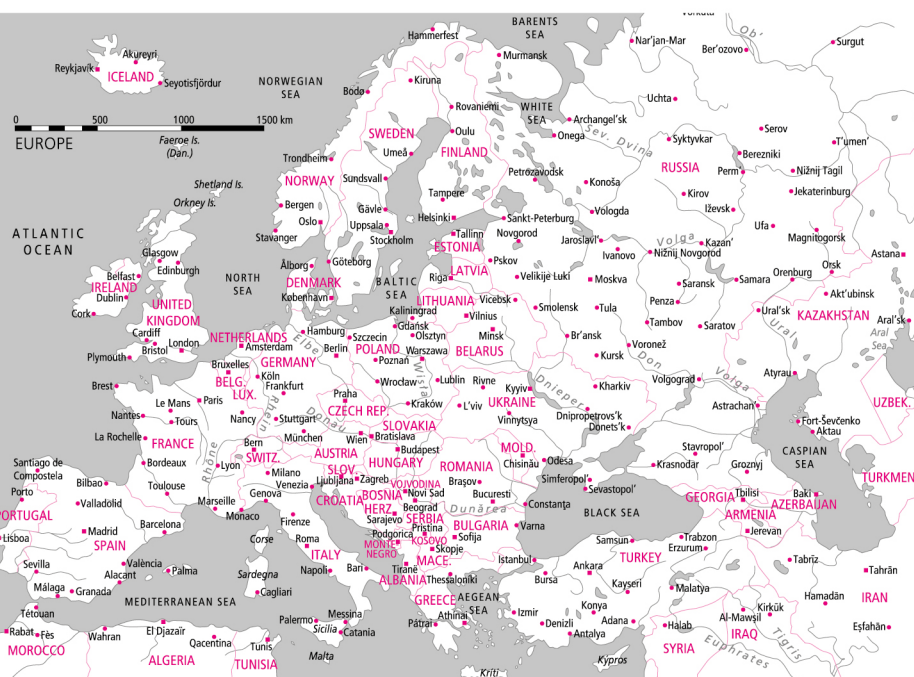 BARENTS
SEA
Hammerfest
Murmansk
Nar'jan-Mar
Ber'ozovo
Ob'
Surgut
Akureyri
Reykjavík
ICELAND
Seyotisfjördur
NORWEGIAN
SEA
Bodø
Kiruna
Rovaniemi
WHITE
SEA
Archangel'sk
Onega
Sev. Dvina
Uchta
Syktyvkar
Serov
T'umen'
0
500
1000
1500 km
EUROPE
Faeroe Is.
(Dan.)
SWEDEN
Umeå
Oulu
FINLAND
Trondheim
NORWAY
Sundsvall
Petrozavodsk
Konoša
RUSSIA
Berezniki
Perm'
Nižnij Tagil
Jekaterinburg
Shetland Is.
Orkney Is.
Bergen
Oslo
Stavanger
Gävle
Uppsala
Stockholm
Tampere
Helsinki
Sankt-Peterburg
Vologda
Kirov
Iževsk
Ufa
Magnitogorsk
ATLANTIC
OCEAN
Tallinn
ESTONIA
Novgorod
Jaroslavl'
Ivanovo
Volga
Kazan'
Nižnij Novgorod
Astana
Glasgow
Edinburgh
Belfast
IRELAND
Dublin
Cork
UNITED
KINGDOM
NORTH
SEA
Ålborg
Göteborg
DENMARK
København
BALTIC
SEA
Riga
LATVIA
Pskov
Velikije Luki
Moskva
Saransk
Samara
Orenburg
Orsk
Akt'ubinsk
LITHUANIA
Kaliningrad
Vilnius
Vicebsk
Smolensk
Tula
Penza
Ural'sk
KAZAKHSTAN
Aral'sk
Aral
Sea
Ural
Cardiff
Bristol
London
Plymouth
NETHERLANDS
Amsterdam
Hamburg
Elbe
Szczecin
Gdańsk
Olsztyn
Minsk
BELARUS
Br'ansk
Tambov
Saratov
Voronež
Kursk
Don
Berlin
POLAND
Poznań
Warszawa
GERMANY
Bruxelles
BELG.
LUX.
Köln
Frankfurt
Wrocław
Wisła
Lublin
Rivne
Kyyiv
Dnieper
Kharkiv
Volgograd
Volga
Atyrau
Brest
Le Mans
Paris
Nancy
Rhein
Stuttgart
Praha
CZECH REP.
Kraków
L'viv
UKRAINE
Vinnytsya
Dnipropetrovs'k
Donets'k
Astrachan'
UZBEK.
Nantes
Tours
La Rochelle
FRANCE
Rhône
Bern
SWITZ.
München
Donau
SLOVAKIA
Wien
Bratislava
AUSTRIA
Budapest
HUNGARY
MOLD.
Chisinău
Odesa
Fort-Ševčenko
Aktau
CASPIAN
SEA
Santiago de
Compostela
Bilbao
Bordeaux
Lyon
Milano
SLOV.
Ljubljana
Zagreb
ROMANIA
Braşov
Simferopol'
Sevastopol'
Krasnodar
Stavropol'
Groznyj
TURKMEN
Porto
PORTUGAL
Valladolid
Toulouse
Marseille
Monaco
Genova
Venezia
CROATIA
BOSNIA
HERZ.
VOJVODINA
Novi Sad
Beograd
SERBIA
Bucuresti
Dunărea
Constanţa
BLACK SEA
GEORGIA
Tbilisi
ARMENIA
AZERBAIJAN
Baki
Lisboa
Madrid
SPAIN
Barcelona
Firenze
Corse
Roma
ITALY
Sarajevo
Podgorica
MONTE
NEGRO
Pristina
KOSOVO
Skopje
MACE.
BULGARIA
Sofija
Varna
Samsun
Trabzon
Jerevan
Erzurum
Sevilla
València
Alacant
Palma
Málaga
Granada
Sardegna
Cagliari
Napoli
Bari
Tiranë
ALBANIA
Thessaloníki
Istanbul
Bursa
TURKEY
Ankara
Kayseri
Malatya
Tabrīz
Tahrān
Hamadān
IRAN
Eşfahān
Tétouan
MEDITERRANEAN SEA
Palermo
Messina
Sicilia
Catania
GREECE
AEGEAN
SEA
Athínai
Pátrai
Izmir
Denizli
Konya
Antalya
Adana
Halab
Al-Mawşil
Kirkūk
IRAQ
Tigris
Euphrates
SYRIA
Rabat
Fès
MOROCCO
Wahran
El Djazaïr
ALGERIA
Qacentina
Tunis
TUNISIA
Malta
Kríti
Kýpros